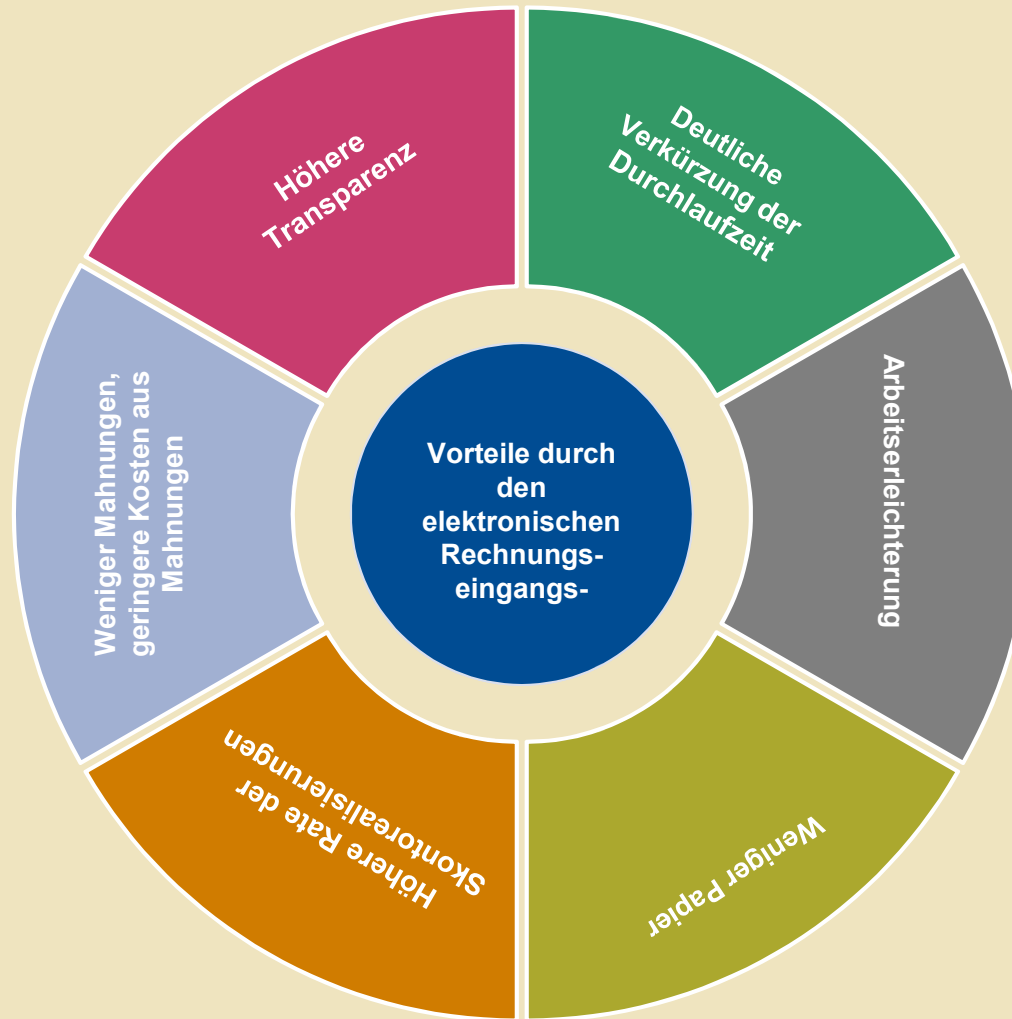 Vorteile durch
den
elektronischen
Rechnungs-
eingangs-
Deutliche
Verkürzung der
Durchlaufzeit
Arbeitserleichterung
Weniger Papier
Höhere Rate der
Skontorealisierungen
Weniger Mahnungen,
geringere Kosten aus
Mahnungen
Höhere
Transparenz